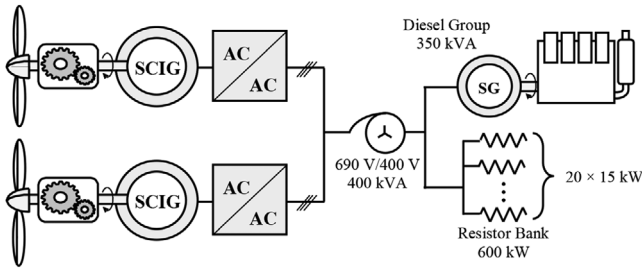 Diesel Group
350 kVA
SCIG
AC
AC
SG
690 V/400 V
400 kVA
20 × 15 kW
SCIG
AC
AC
Resistor Bank
600 kW